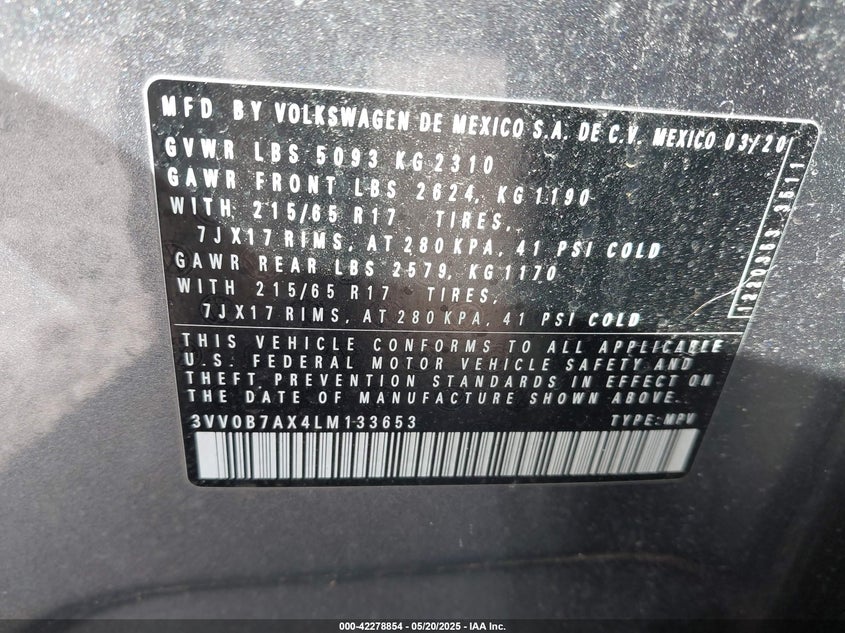 MFD BY VOLKSWAGEN DE MEXICO S.A. DE C.V. MEXICO 03/20
GVWR LBS 5093 KG 2310
GAWR FRONT LBS 2624, KG 1190
WITH 215/65 R17 TIRES,
7JX17 RIMS, AT 280 KPA, 41 PSI COLD
GAWR REAR LBS 2579, KG 1170
WITH 215/65 R17 TIRES,
7JX17 RIMS, AT 280 KPA, 41 PSI COLD
1220353 3511
THIS VEHICLE CONFORMS TO ALL APPLICABLE
U.S. FEDERAL MOTOR VEHICLE SAFETY AND
THEFT PREVENTION STANDARDS IN EFFECT ON
THE DATE OF MANUFACTURE SHOWN ABOVE.
3VV0B7AX4LM133653 TYPE:MPV
000-42278854 - 05/20/2025 - IAA Inc.